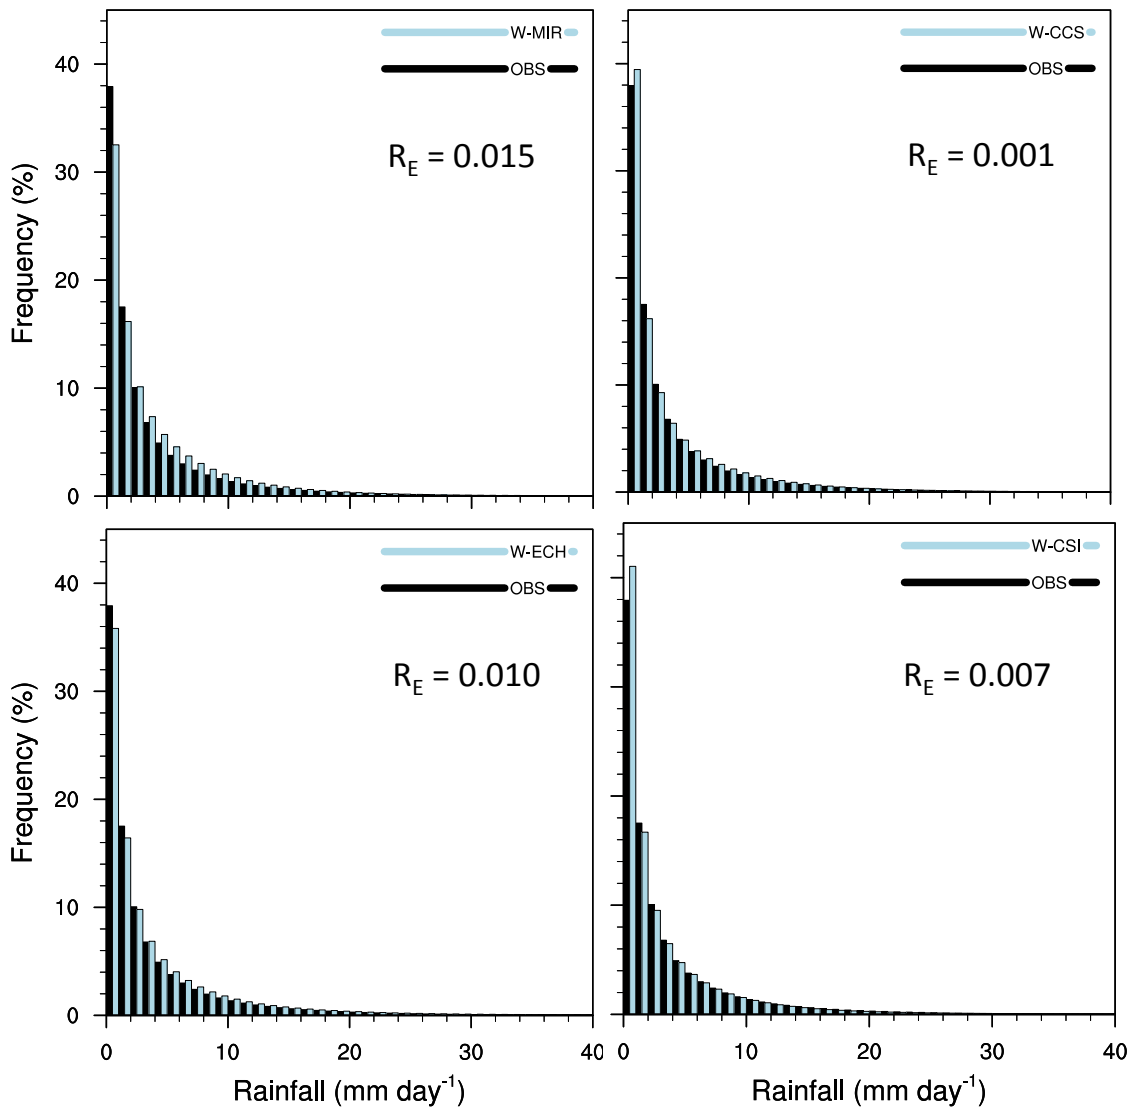 W-MIR
OBS
R_E = 0.015
40
30
20
10
0
Frequency (%)
W-CCS
OBS
R_E = 0.001
W-ECH
OBS
R_E = 0.010
40
30
20
10
0
Frequency (%)
0 10 20 30 40
Rainfall (mm day⁻¹)
W-CSI
OBS
R_E = 0.007
0 10 20 30 40
Rainfall (mm day⁻¹)